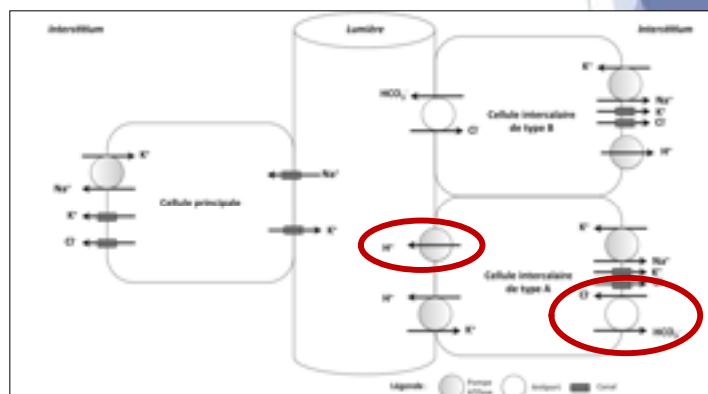 Interstitium
Lumière
Interstitium
K⁺
Na⁺
K⁺
Cl⁻
Cellule principale
Na⁺
K⁺
HCO₃⁻
Cl⁻
Cellule intercalaire
de type B
K⁺
Na⁺
K⁺
Cl⁻
H⁺
H⁺
H⁺
K⁺
Cellule intercalaire
de type A
K⁺
Na⁺
K⁺
Cl⁻
HCO₃⁻
Légende :
Pompe
ATPase
Antiport
Canal